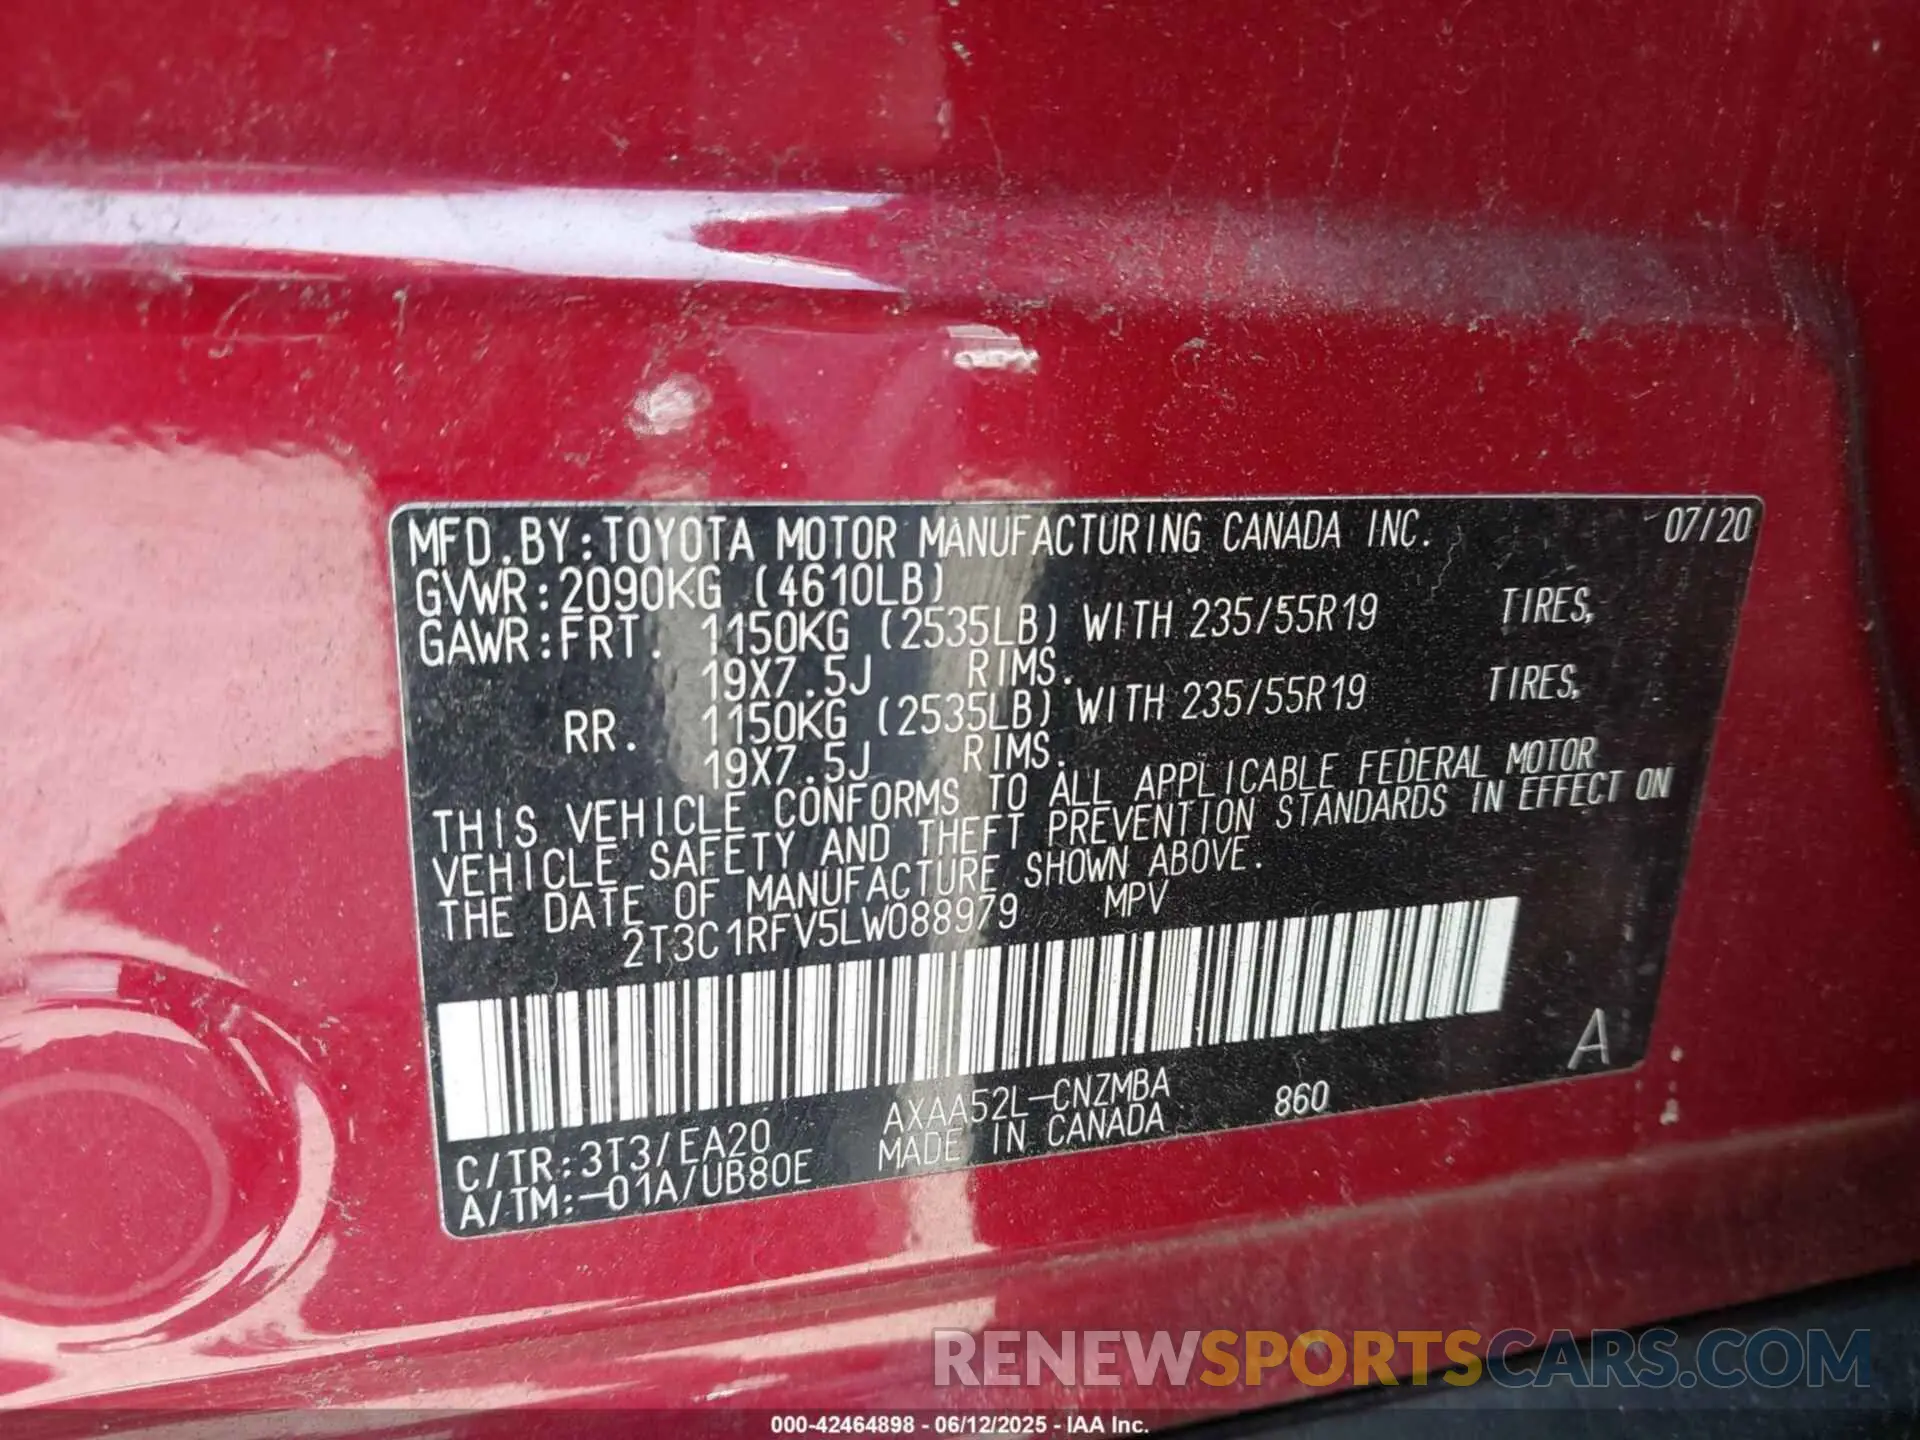 MFD.BY:TOYOTA MOTOR MANUFACTURING CANADA INC. 07/20
GVWR:2090KG (4610LB)
GAWR:FRT. 1150KG (2535LB) WITH 235/55R19 TIRES,
19X7.5J RIMS.
RR. 1150KG (2535LB) WITH 235/55R19 TIRES,
19X7.5J RIMS.
THIS VEHICLE CONFORMS TO ALL APPLICABLE FEDERAL MOTOR
VEHICLE SAFETY AND THEFT PREVENTION STANDARDS IN EFFECT ON
THE DATE OF MANUFACTURE SHOWN ABOVE.
2T3C1RFV5LW088979 MPV
A
C/TR:3T3/EA20 AXAA52L-CNZMBA 860
A/TM:-01A/UB80E MADE IN CANADA
RENEWSPORTSCARS.COM
000-42464898 - 06/12/2025 - IAA Inc.